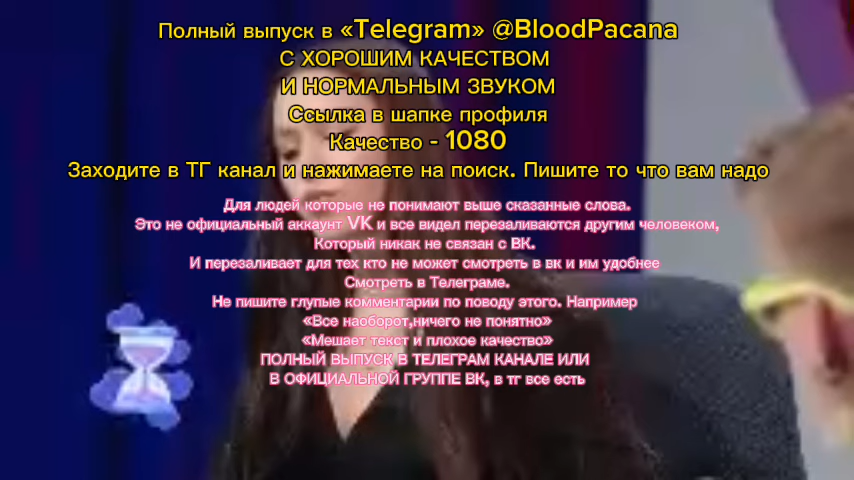 Полный выпуск в «Telegram» @BloodPacana
С ХОРОШИМ КАЧЕСТВОМ
И НОРМАЛЬНЫМ ЗВУКОМ
Ссылка в шапке профиля
Качество - 1080
Заходите в ТГ канал и нажимаете на поиск. Пишите то что вам надо
Для людей которые не понимают выше сказанные слова.
Это не официальный аккаунт VK и все видел перезаливаются другим человеком,
Который никак не связан с ВК.
И перезаливает для тех кто не может смотреть в вк и им удобнее
Смотреть в Телеграме.
Не пишите глупые комментарии по поводу этого. Например
«Все наоборот,ничего не понятно»
«Мешает текст и плохое качество»
ПОЛНЫЙ ВЫПУСК В ТЕЛЕГРАМ КАНАЛЕ ИЛИ
В ОФИЦИАЛЬНОЙ ГРУППЕ ВК, в тг все есть